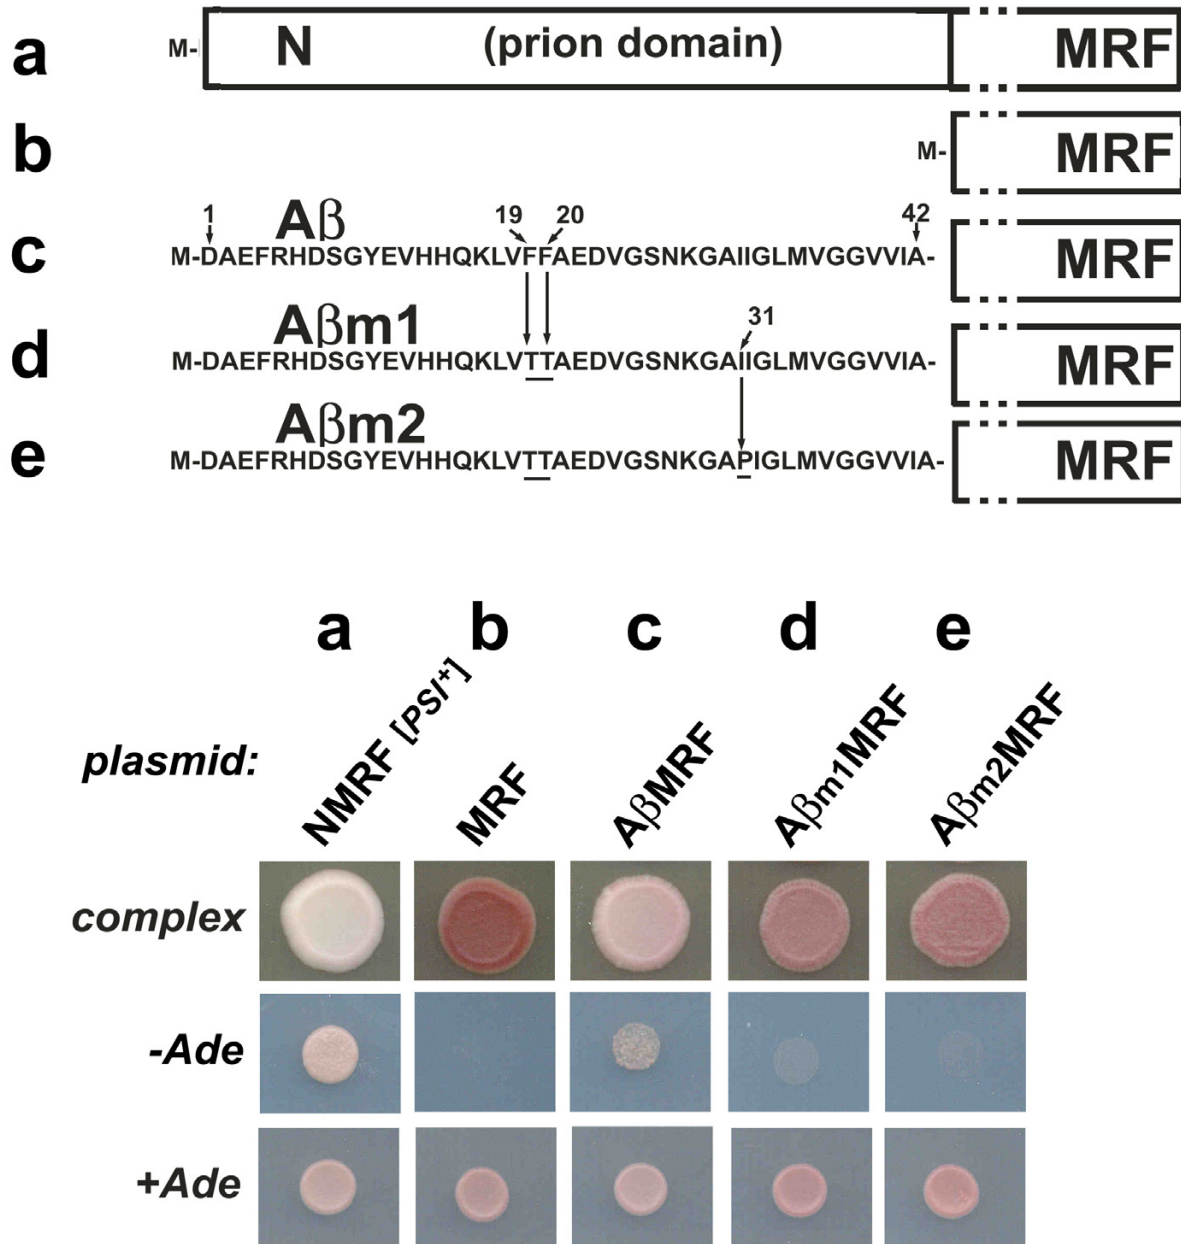 a M- N (prion domain) MRF
b M- MRF
1 Aβ 19 20 42
c M-DAEFRHDSGYEVHHQKLVFFAEDVGSNKGAIIGLMVGGVVIA- MRF
Aβm1 31
d M-DAEFRHDSGYEVHHQKLVTTAEDVGSNKGAIIGLMVGGVVIA- MRF
Aβm2
e M-DAEFRHDSGYEVHHQKLVTTAEDVGSNKGAPIGLMVGGVVIA- MRF
a b c d e
plasmid: NMRF [PSI+] MRF AβMRF Aβm1MRF Aβm2MRF
complex
-Ade
+Ade